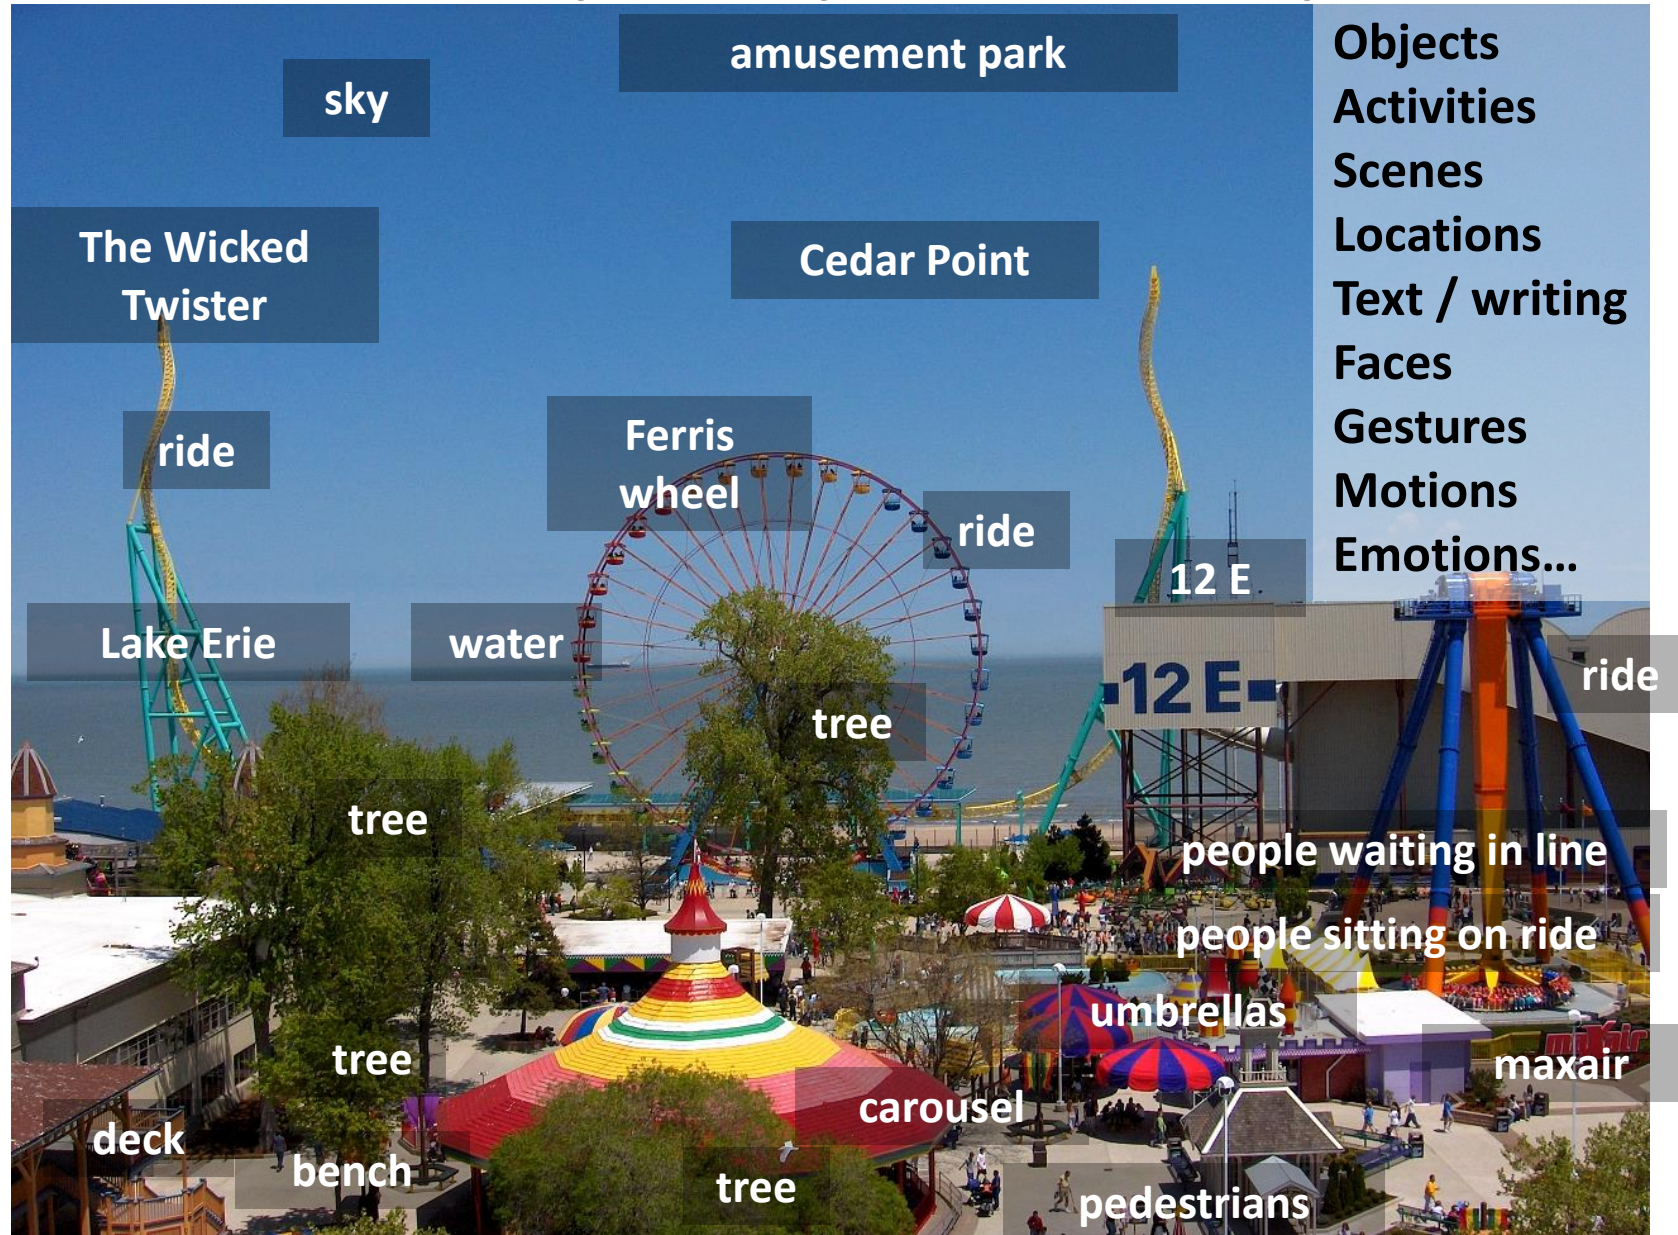 amusement park
sky
Objects
Activities
Scenes
Locations
Text / writing
Faces
Gestures
Motions
Emotions...
The Wicked
Twister
Cedar Point
ride
Ferris
wheel
ride
12 E
Lake Erie
water
12 E
ride
tree
tree
people waiting in line
people sitting on ride
umbrellas
maxair
tree
maxair
carousel
deck
bench
tree
pedestrians